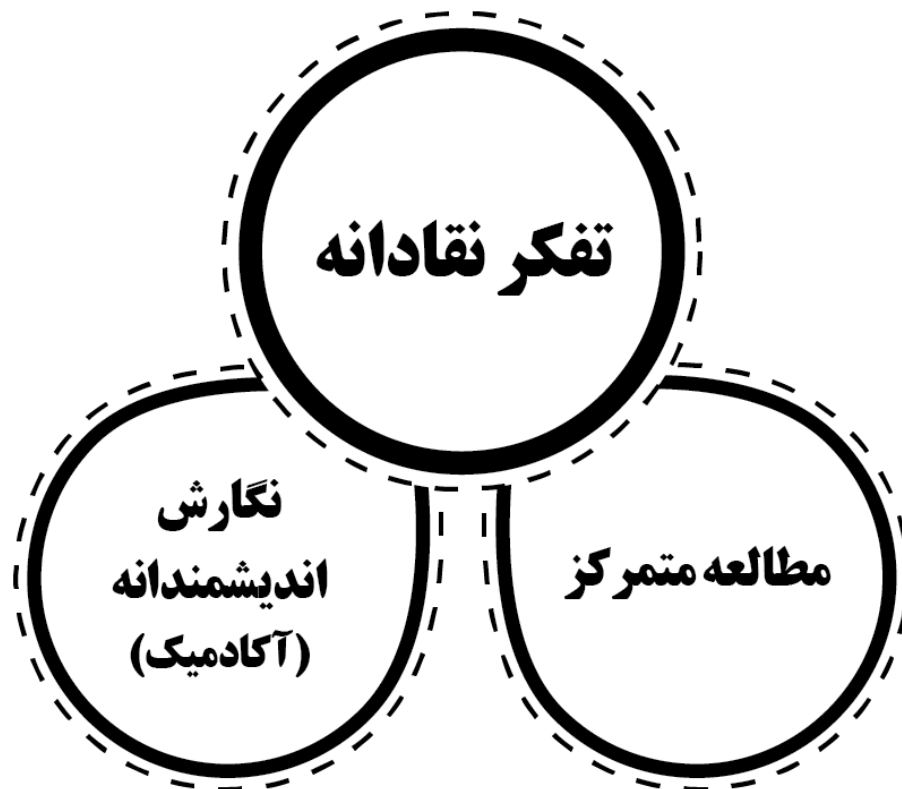 تفکر نقادانه
مطالعه متمرکز
نگارش
اندیشمندانه
(آکادمیک)